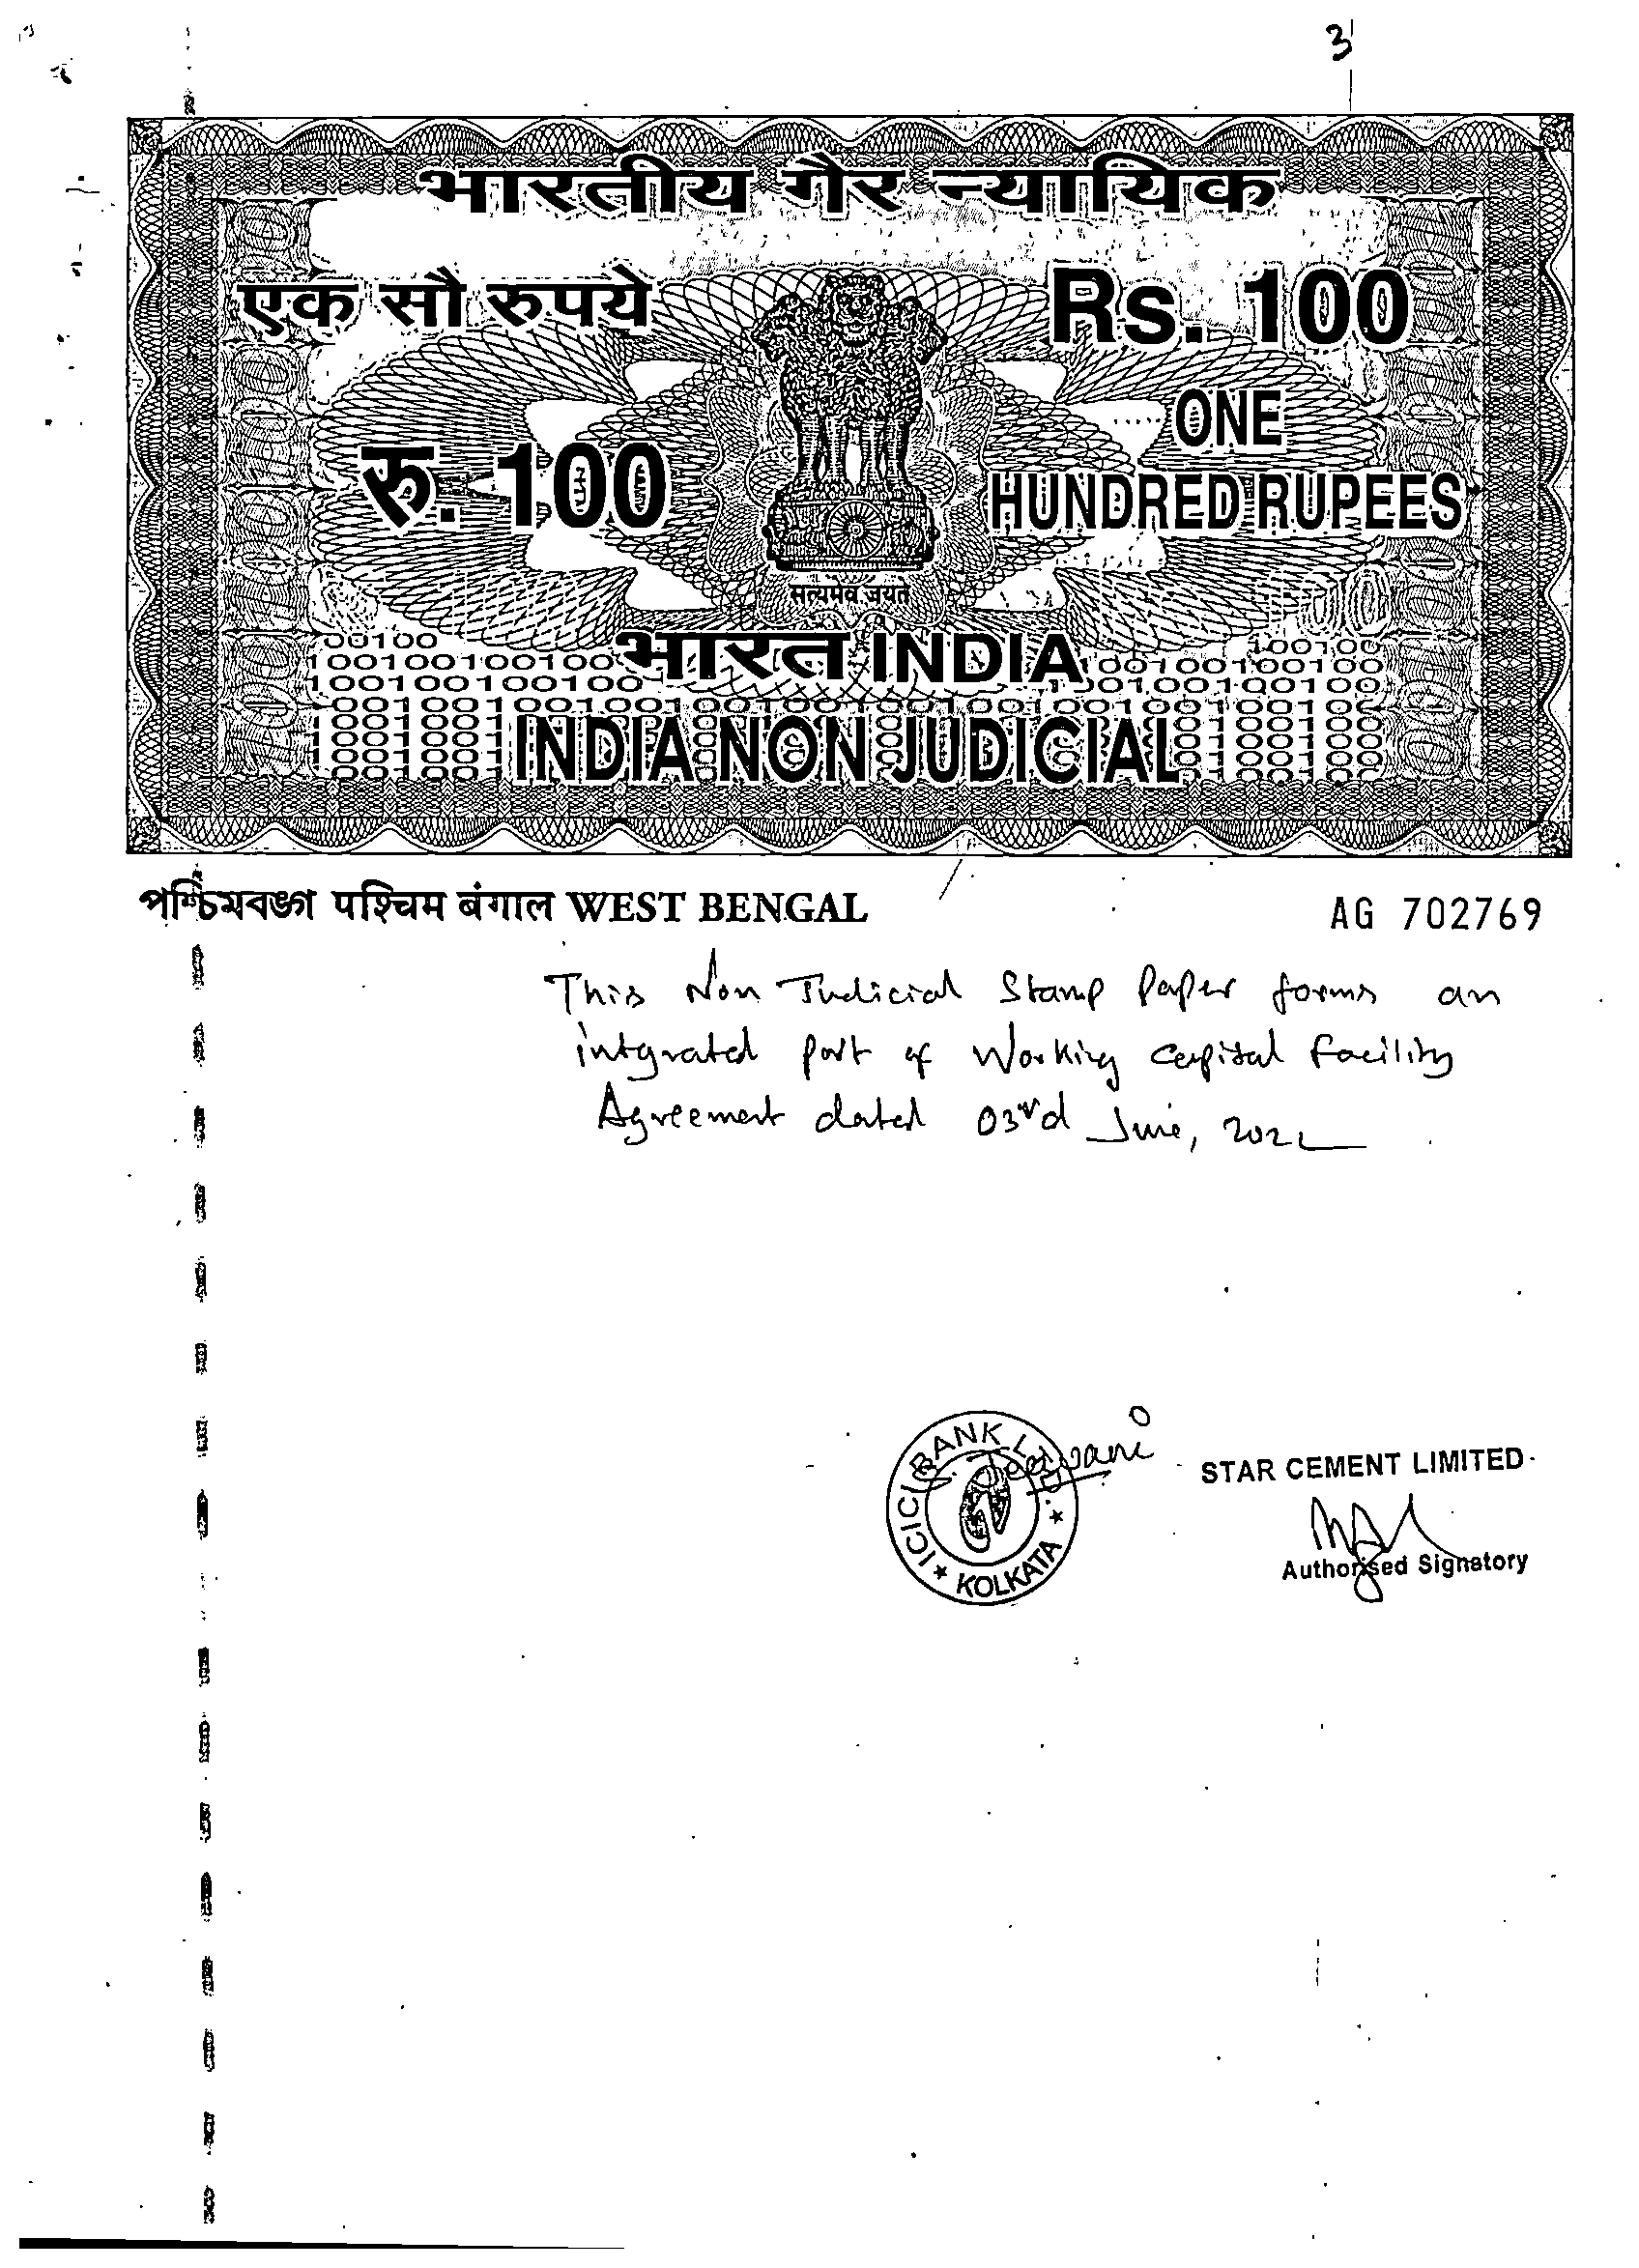 3
भारतीय गैर न्यायिक
एक सौ रुपये
Rs. 100
रु. 100
ONE
HUNDRED RUPEES
सत्यमेव जयते
भारत INDIA
INDIA NON JUDICIAL
পশ্চিমবঙ্গ पश्चिम बंगाल WEST BENGAL
AG 702769
This Non Judicial Stamp Paper forms an
intgrated part of Working Capital Facility
Agreement dated 03rd June, 2022
ICICI BANK LTD. * KOLKATA *
STAR CEMENT LIMITED
Authorised Signatory